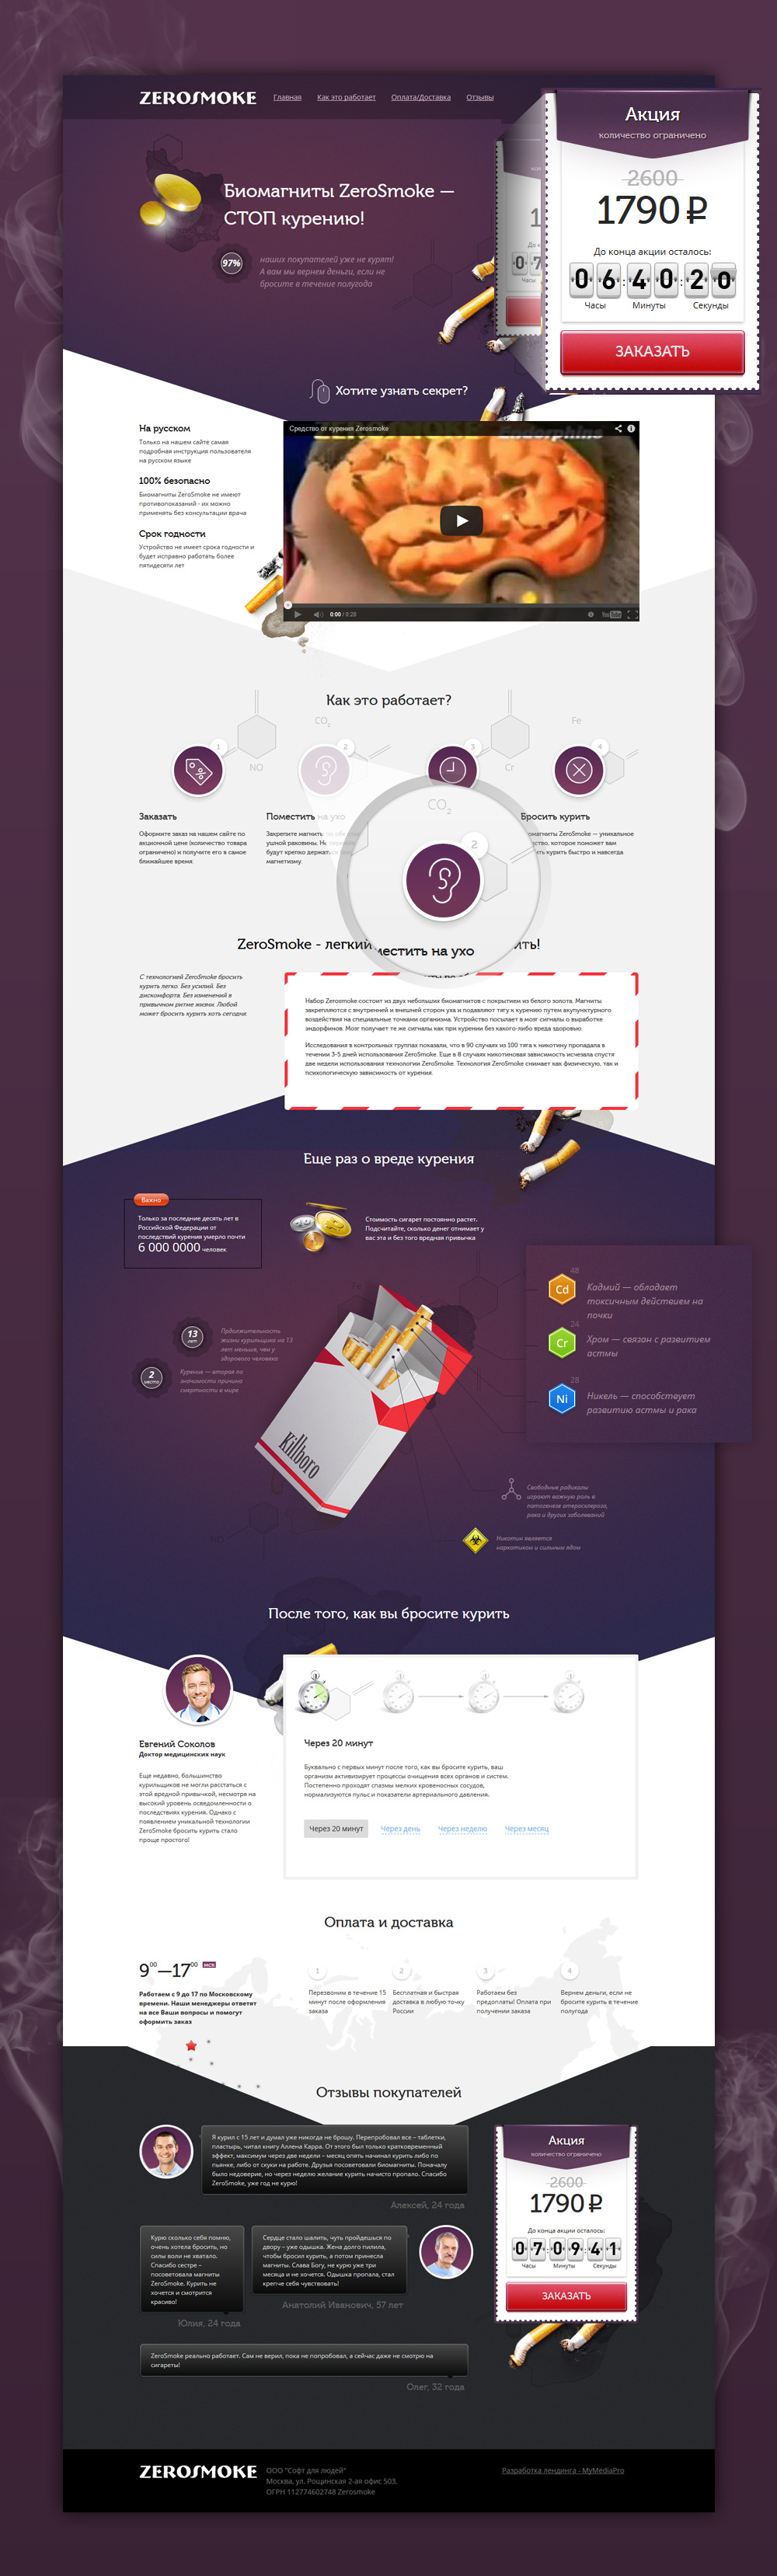 ZEROSMOKE
Главная Как это работает Оплата/Доставка Отзывы
Биомагниты ZeroSmoke —
СТОП курению!
97%
наших покупателей уже не курят!
А вам мы вернем деньги, если не
бросите в течение полугода
Акция
количество ограничено
2600
1790 ₽
До конца акции осталось:
06:40:20
Часы Минуты Секунды
ЗАКАЗАТЬ
Хотите узнать секрет?
На русском
Только на нашем сайте самая
подробная инструкция пользователя
на русском языке
100% безопасно
Биомагниты ZeroSmoke не имеют
противопоказаний - их можно
применять без консультации врача
Срок годности
Устройство не имеет срока годности и
будет исправно работать более
пятидесяти лет
Средство от курения Zerosmoke
Endorphins
0:00 / 0:28
YouTube
Как это работает?
CO2
Fe
1
2
3
4
NO
Cr
Заказать
Оформите заказ на нашем сайте по
акционной цене (количество товара
ограничено) и получите его в самое
ближайшее время
Поместить на ухо
Закрепите магнить
ушной раковины. Не
будут крепко держать
магнетизму.
CO2
2
местить на ухо
Бросить курить
омагниты ZeroSmoke — уникальное
ство, которое поможет вам
ть курить быстро и навсегда
ZeroSmoke - легкий
ить!
С технологией ZeroSmoke бросить
курить легко. Без усилий. Без
дискомфорта. Без изменений в
привычном ритме жизни. Любой
может бросить курить хоть сегодня.
Набор Zerosmoke состоит из двух небольших биомагнитов с покрытием из белого золота. Магниты
закрепляются с внутренней и внешней сторон уха и подавляют тягу к курению путем акупунктурного
воздействия на специальные точками организма. Устройство посылает в мозг сигналы о выработке
эндорфинов. Мозг получает те же сигналы как при курении без какого-либо вреда здоровью.
Исследования в контрольных группах показали, что в 90 случаях из 100 тяга к никотину пропадала в
течении 3-5 дней использования ZeroSmoke. Еще в 8 случаях никотиновая зависимость исчезала спустя
две недели использования технологии ZeroSmoke. Технология ZeroSmoke снимает как физическую, так и
психологическую зависимость от курения.
Еще раз о вреде курения
Важно
Только за последние десять лет в
Российской Федерации от
последствий курения умерло почти
6 000 0000 человек
Стоимость сигарет постоянно растет.
Подсчитайте, сколько денег отнимает у
вас эта и без того вредная привычка
Fe
48
Cd
Кадмий — обладает
токсичным действием на
почки
24
Cr
Хром — связан с развитием
астмы
28
Ni
Никель — способствует
развитию астмы и рака
13
лет
Прдолжительность
жизни курильщика на 13
лет меньше, чем у
здорового человека
2
место
Курение — вторая по
значимости причина
смертности в мире
Killboro
Свободные радикалы
играют важную роль в
патогенезе атеросклероза,
рака и других заболеваний
NO
Никотин является
наркотиком и сильным ядом
После того, как вы бросите курить
Евгений Соколов
Доктор медицинских наук
Еще недавно, большинство
курильщиков не могли расстаться с
этой вредной привычкой, несмотря на
высокий уровень осведомлённости о
последствиях курения. Однако с
появлением уникальной технологии
ZeroSmoke бросить курить стало
проще простого!
Через 20 минут
Буквально с первых минут после того, как вы бросите курить, ваш
организм активизирует процессы очищения всех органов и систем.
Постепенно проходят спазмы мелких кровеносных сосудов,
нормализуются пульс и показатели артериального давления.
Через 20 минут Через день Через неделю Через месяц
Оплата и доставка
9 00 — 17 00 МСК
Работаем с 9 до 17 по Московскому
времени. Наши менеджеры ответят
на все Ваши вопросы и помогут
оформить заказ
1
Перезвоним в течение 15
минут после оформления
заказа
2
Бесплатная и быстрая
доставка в любую точку
России
3
Работаем без
предоплаты! Оплата при
получении заказа
4
Вернем деньги, если не
бросите курить в течение
полугода
Отзывы покупателей
Я курил с 15 лет и думал уже никогда не брошу. Перепробовал все – таблетки,
пластырь, читал книгу Аллена Карра. От этого был только кратковременный
эффект, максимум через две недели – месяц опять начинал курить либо по
пьянке, либо от скуки на работе. Друзья посоветовали биомагниты. Поначалу
было недоверие, но через неделю желание курить начисто пропало. Спасибо
ZeroSmoke, уже год не курю!
Алексей, 24 года
Курю сколько себя помню,
очень хотела бросить, но
силы воли не хватало.
Спасибо сестре –
посоветовала магниты
ZeroSmoke. Курить не
хочется и смотрится
красиво!
Юлия, 24 года
Сердце стало шалить, чуть пройдешься по
двору – уже одышка. Жена долго пилила,
чтобы бросил курить, а потом принесла
магниты. Слава Богу, не курю уже три
месяца и не хочется. Одышка пропала, стал
крепче себя чувствовать!
Анатолий Иванович, 57 лет
ZeroSmoke реально работает. Сам не верил, пока не попробовал, а сейчас даже не смотрю на
сигареты!
Олег, 32 года
Акция
количество ограничено
2600
1790 ₽
До конца акции осталось:
07:09:41
Часы Минуты Секунды
ЗАКАЗАТЬ
ZEROSMOKE
ООО "Софт для людей"
Москва, ул. Рощинская 2-ая офис 503,
ОГРН 112774602748 Zerosmoke
Разработка лендинга - MyMediaPro